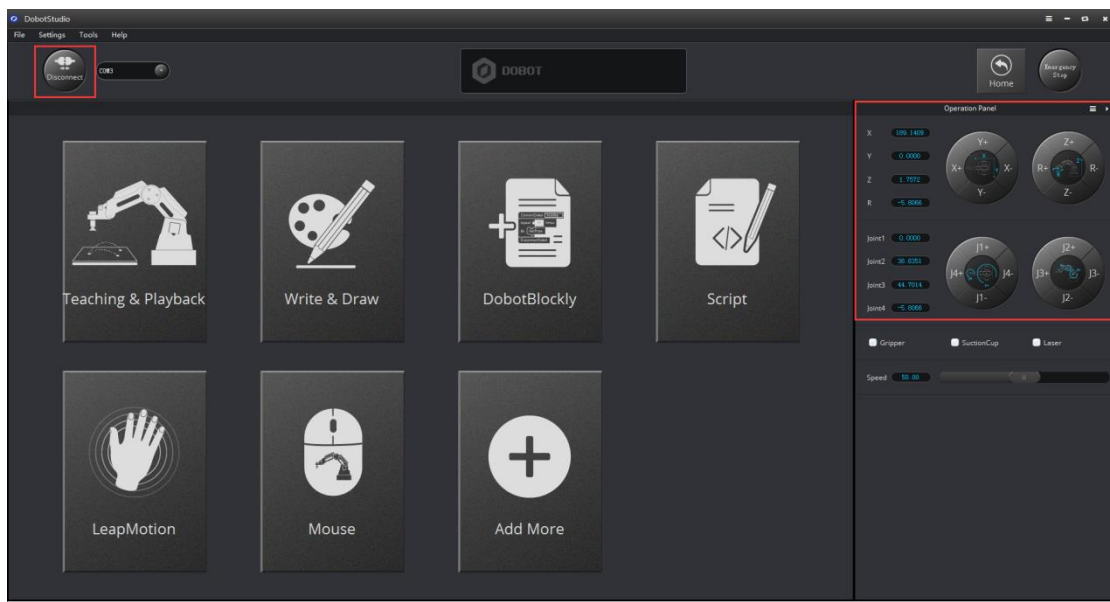 DobotStudio
File Settings Tools Help
Disconnect
COM3
DOBOT
Home
Emergency
Stop
Operation Panel
X 189.1409
Y 0.0000
Z 1.7572
R -5.8066
Y+
X+ X X-
Y-
Z+
R+ R-
Z-
Joint1 0.0000
Joint2 36.0351
Joint3 44.7014
Joint4 -5.8066
J1+
J4+ J4-
J1-
J2+
J3+ J3-
J2-
Gripper SuctionCup Laser
Speed 50.00
Teaching & Playback
Write & Draw
DobotBlockly
Script
LeapMotion
Mouse
Add More